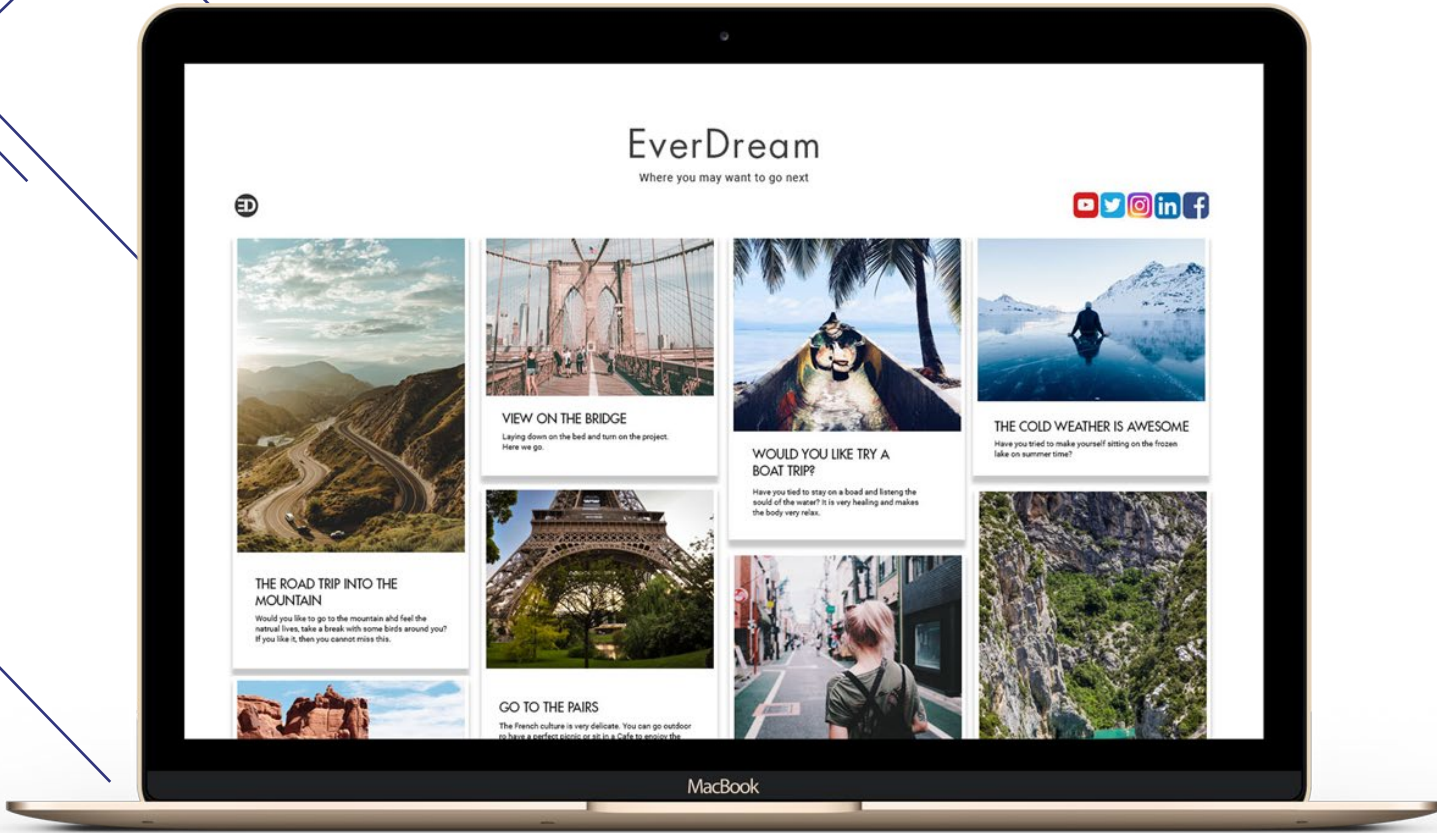 EverDream
Where you may want to go next
ED
in f
THE ROAD TRIP INTO THE
MOUNTAIN
Would you like to go to the mountain ahd feel the
natrual lives, take a break with some birds around you?
If you like it, then you cannot miss this.
VIEW ON THE BRIDGE
Laying down on the bed and turn on the project.
Here we go.
GO TO THE PAIRS
The French culture is very delicate. You can go outdoor
ro have a perfect picnic or sit in a Cafe to enjoiy the
WOULD YOU LIKE TRY A
BOAT TRIP?
Have you tied to stay on a boad and listeng the
sould of the water? It is very healing and makes
the body very relax.
THE COLD WEATHER IS AWESOME
Have you tried to make yourself sitting on the frozen
lake on summer time?
MacBook